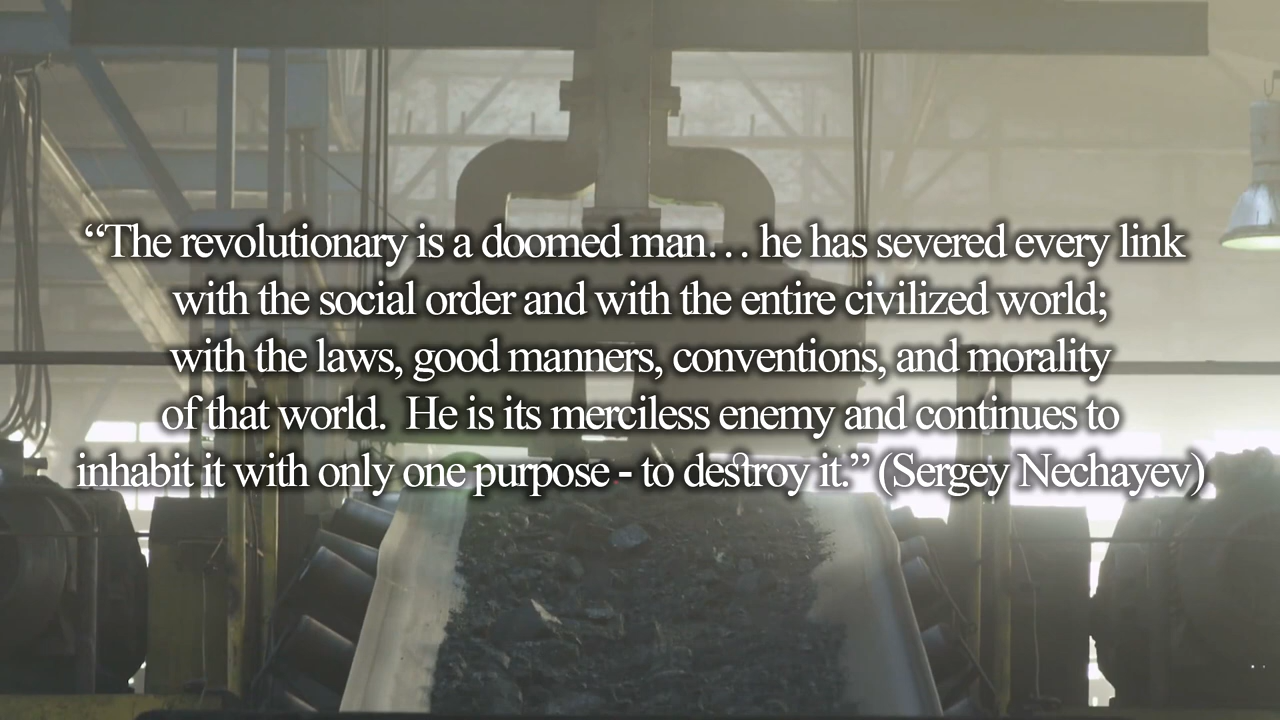 “The revolutionary is a doomed man… he has severed every link
with the social order and with the entire civilized world;
with the laws, good manners, conventions, and morality
of that world.  He is its merciless enemy and continues to
inhabit it with only one purpose - to destroy it.” (Sergey Nechayev)